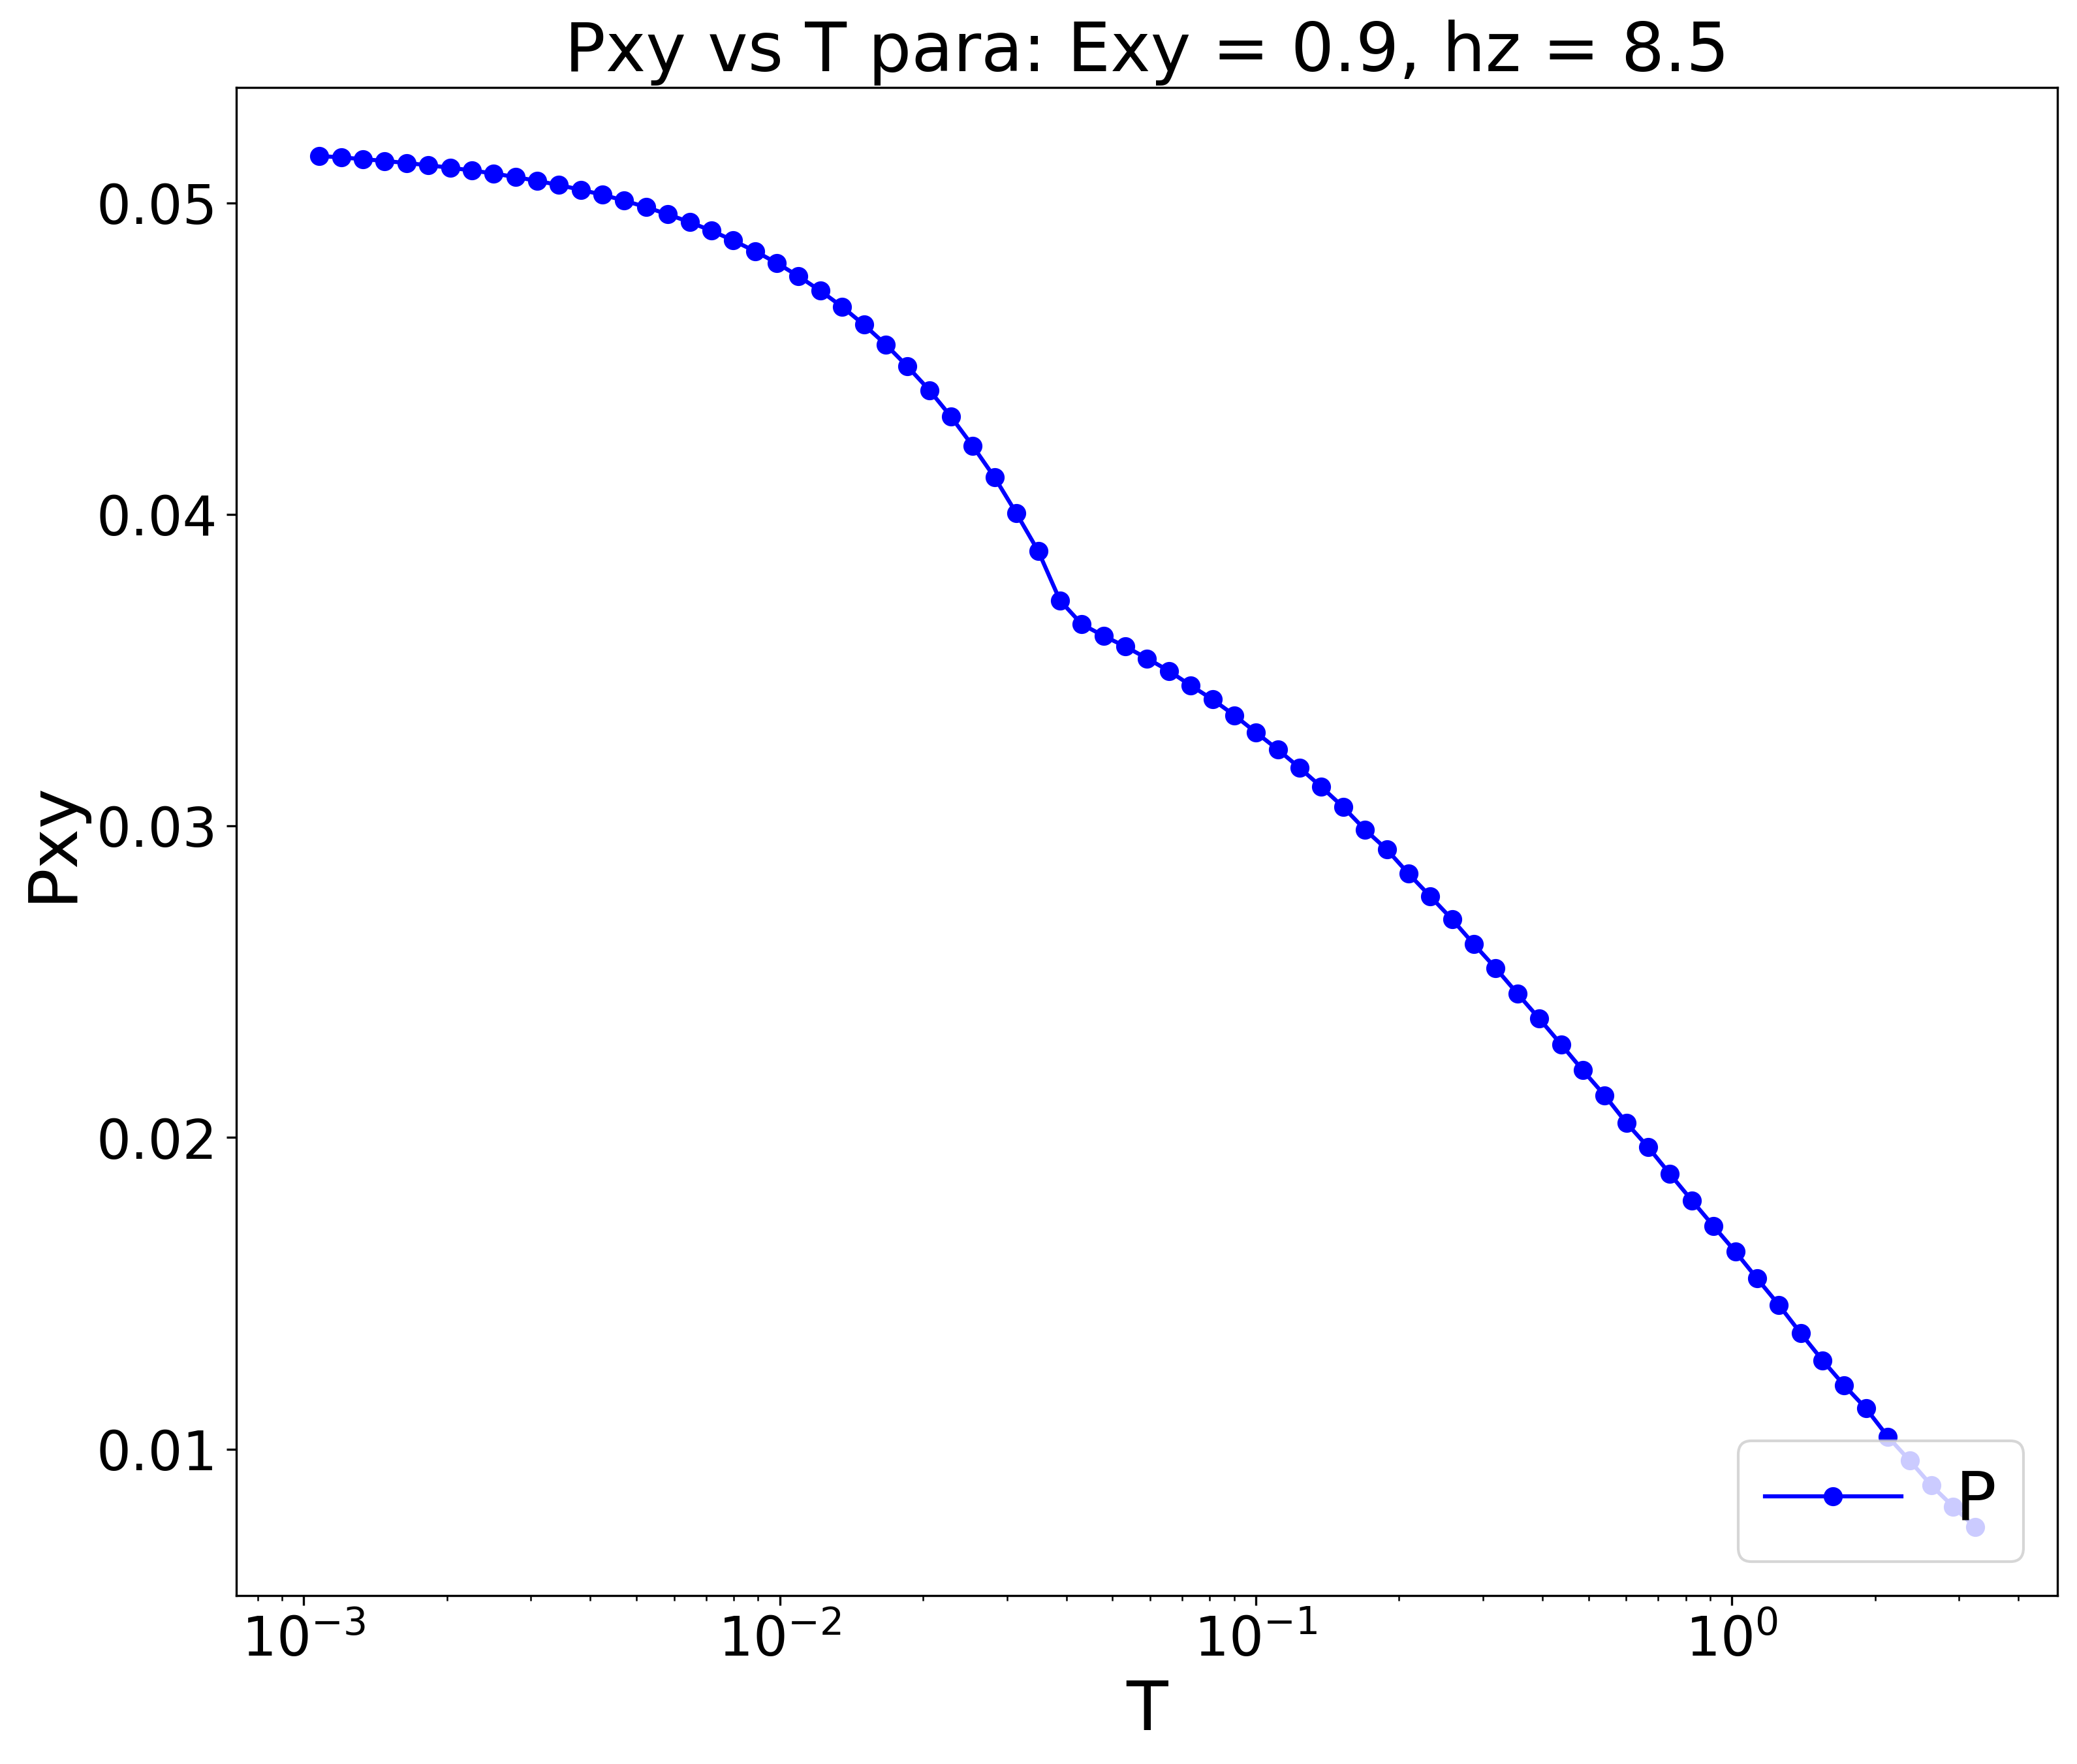 Pxy vs T para: Exy = 0.9, hz = 8.5
0.05
0.04
0.03
0.02
0.01
Pxy
10⁻³ 10⁻² 10⁻¹ 10⁰
T
P